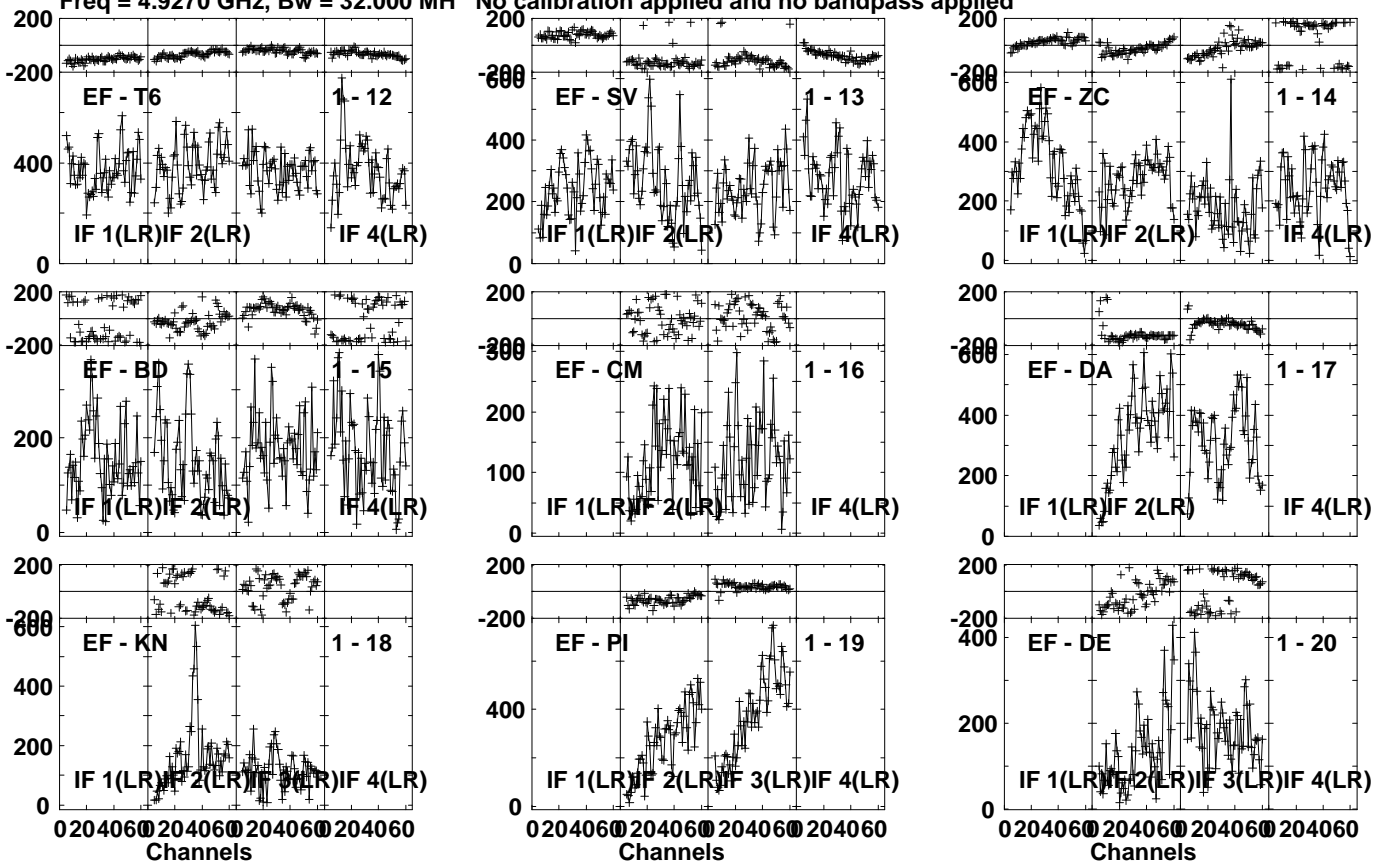 Freq = 4.9270 GHz, Bw = 32.000 MH No calibration applied and no bandpass applied
200
-200
EF - T6
1 - 12
400
IF 1(LR)IF 2(LR)
IF 4(LR)
0
200
-200
600
EF - SV
1 - 13
400
200
IF 1(LR)IF 2(LR)
IF 4(LR)
0
200
-200
600
EF - ZC
1 - 14
400
200
IF 1(LR)IF 2(LR)
IF 4(LR)
0
200
-200
EF - BD
1 - 15
200
IF 1(LR)IF 2(LR)
IF 4(LR)
0
200
-200
300
EF - CM
1 - 16
200
100
IF 1(LR)IF 2(LR)
IF 4(LR)
0
200
-200
600
EF - DA
1 - 17
400
200
IF 1(LR)IF 2(LR)
IF 4(LR)
0
200
-200
600
EF - KN
1 - 18
400
200
IF 1(LR)IF 2(LR)IF 3(LR)IF 4(LR)
0
0204060 0204060 0204060 0204060
Channels
200
-200
EF - PI
1 - 19
400
IF 1(LR)IF 2(LR)IF 3(LR)IF 4(LR)
0
0204060 0204060 0204060 0204060
Channels
200
-200
400
EF - DE
1 - 20
200
IF 1(LR)IF 2(LR)IF 3(LR)IF 4(LR)
0
0204060 0204060 0204060 0204060
Channels